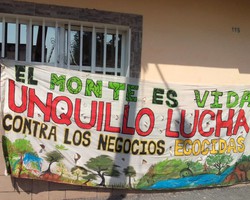 EL MONTE ES VIDA
UNQUILLO LUCHA
CONTRA LOS NEGOCIOS ECOCIDAS